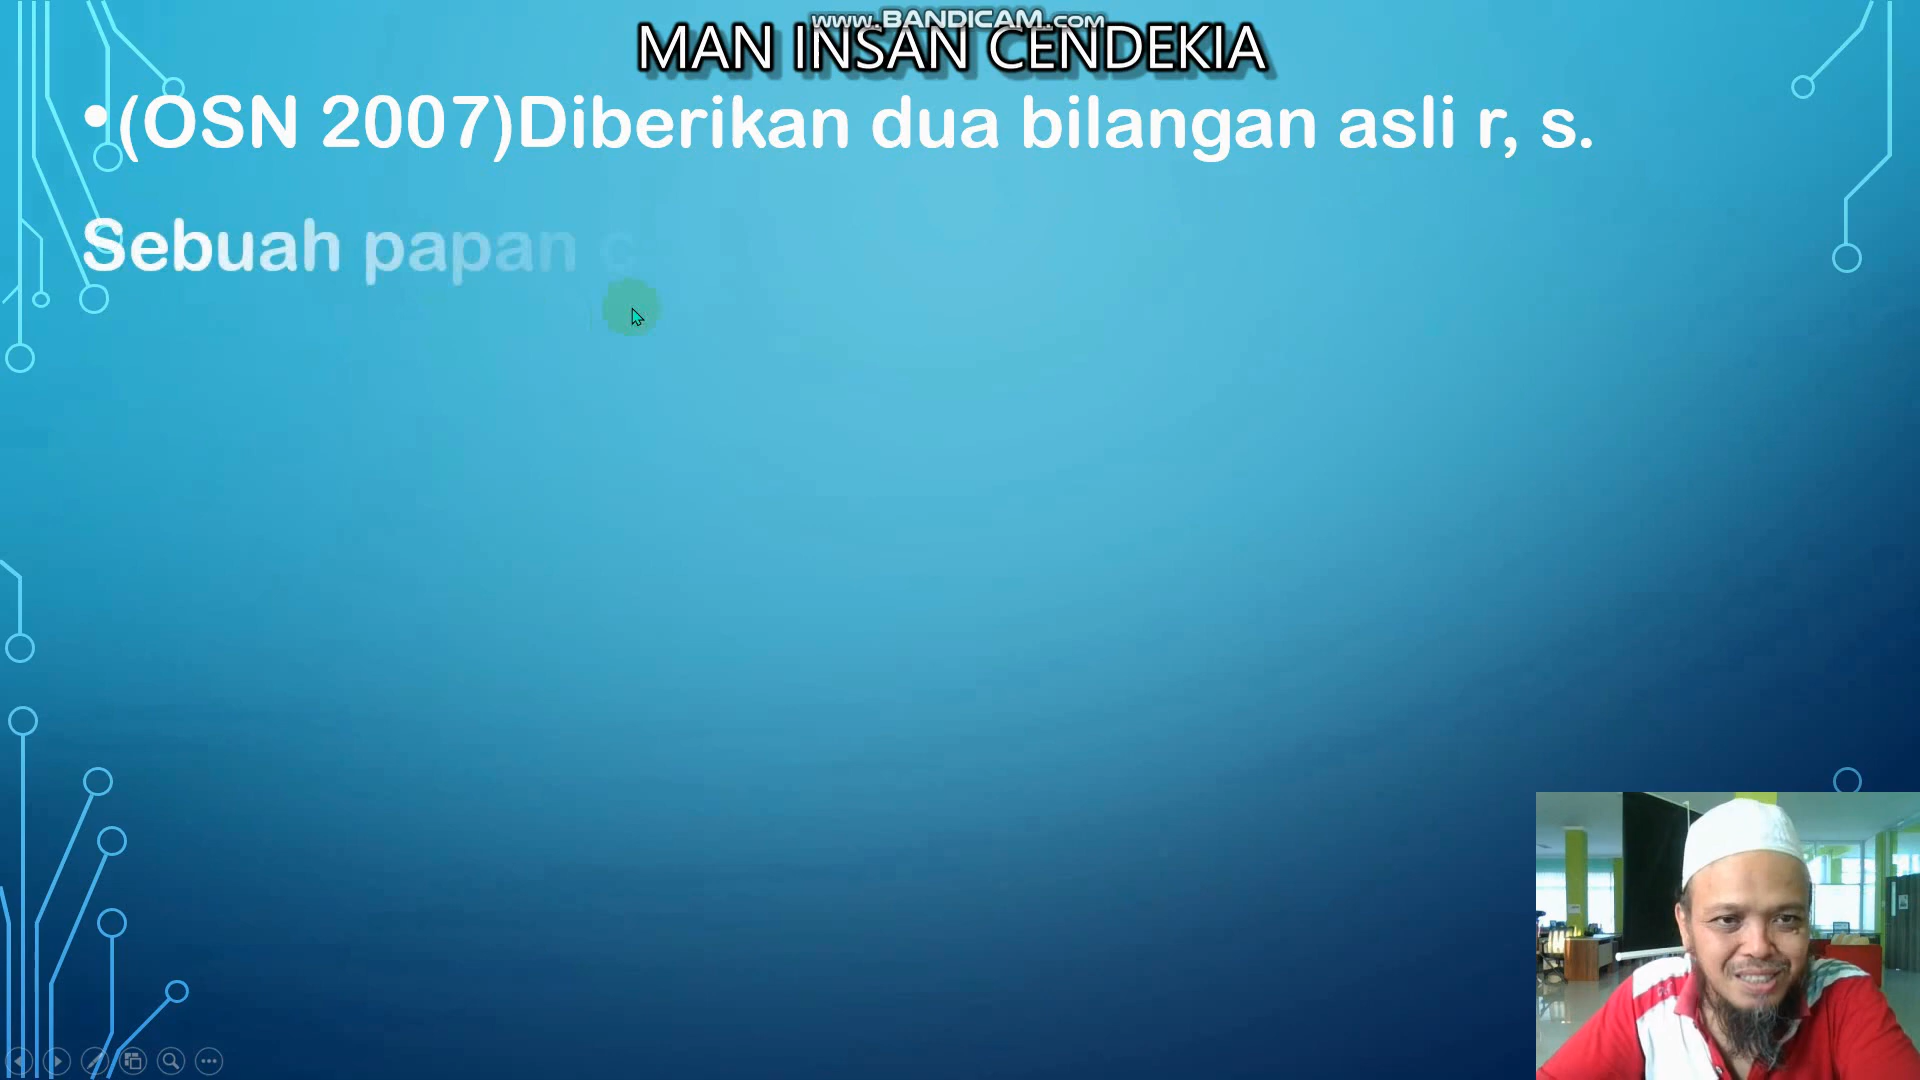 www.BANDICAM.com
MAN INSAN CENDEKIA
•(OSN 2007)Diberikan dua bilangan asli r, s.
Sebuah papan c